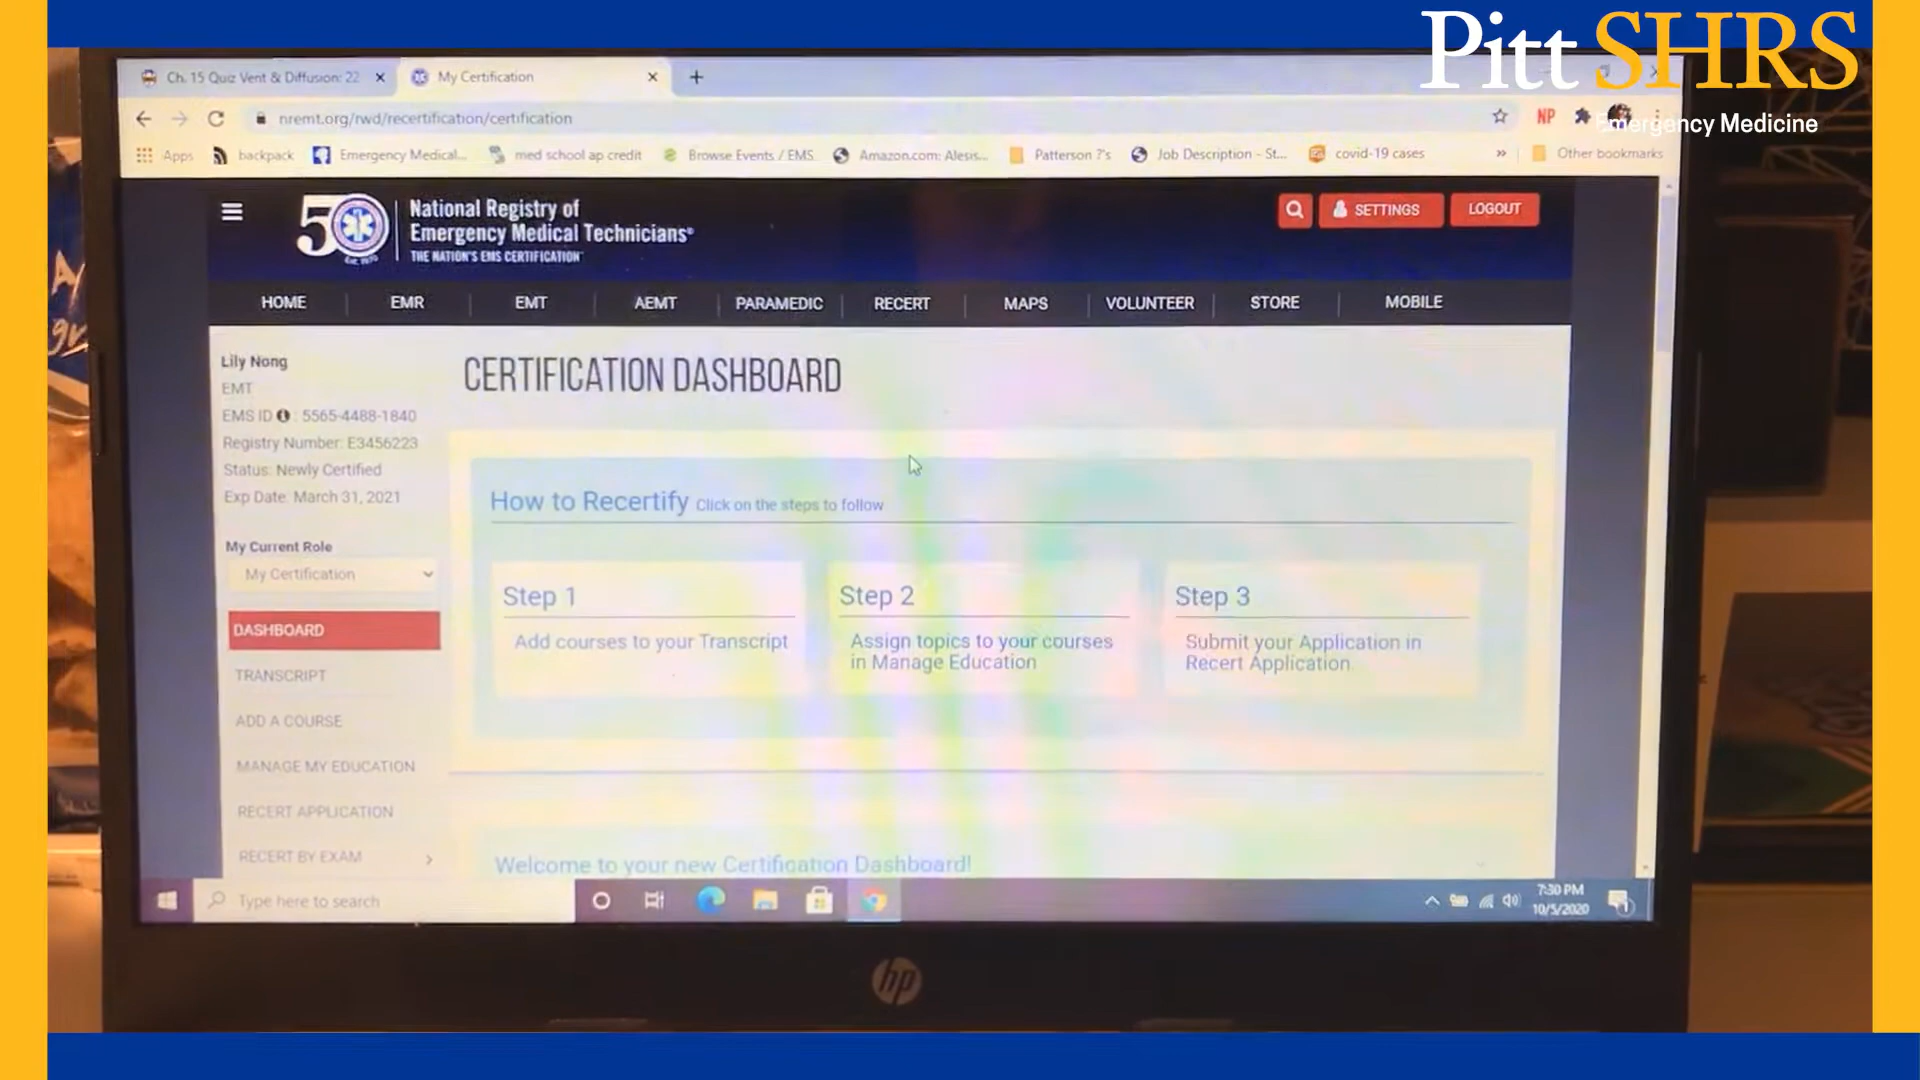 Pitt SHRS
Emergency Medicine
Ch. 15 Quiz Vent & Diffusion: 22
My Certification
nremt.org/rwd/recertification/certification
NP
Apps
backpack
Emergency Medical...
med school ap credit
Browse Events / EMS
Amazon.com: Alesis...
Patterson ?'s
Job Description - St...
covid-19 cases
»
Other bookmarks
50
National Registry of
Emergency Medical Technicians®
THE NATION'S EMS CERTIFICATION
SETTINGS
LOGOUT
HOME
EMR
EMT
AEMT
PARAMEDIC
RECERT
MAPS
VOLUNTEER
STORE
MOBILE
Lily Nong
EMT
EMS ID : 5565-4488-1840
Registry Number: E3456223
Status: Newly Certified
Exp Date: March 31, 2021
My Current Role
My Certification
DASHBOARD
TRANSCRIPT
ADD A COURSE
MANAGE MY EDUCATION
RECERT APPLICATION
RECERT BY EXAM
CERTIFICATION DASHBOARD
How to Recertify Click on the steps to follow
Step 1
Add courses to your Transcript
Step 2
Assign topics to your courses
in Manage Education
Step 3
Submit your Application in
Recert Application
Welcome to your new Certification Dashboard!
Type here to search
7:30 PM
10/5/2020
1
hp